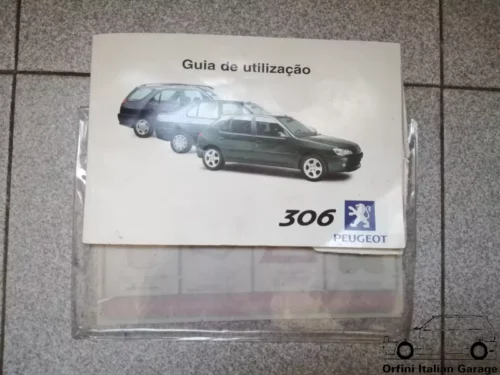 Guia de utilização
306
PEUGEOT
Orfini Italian Garage